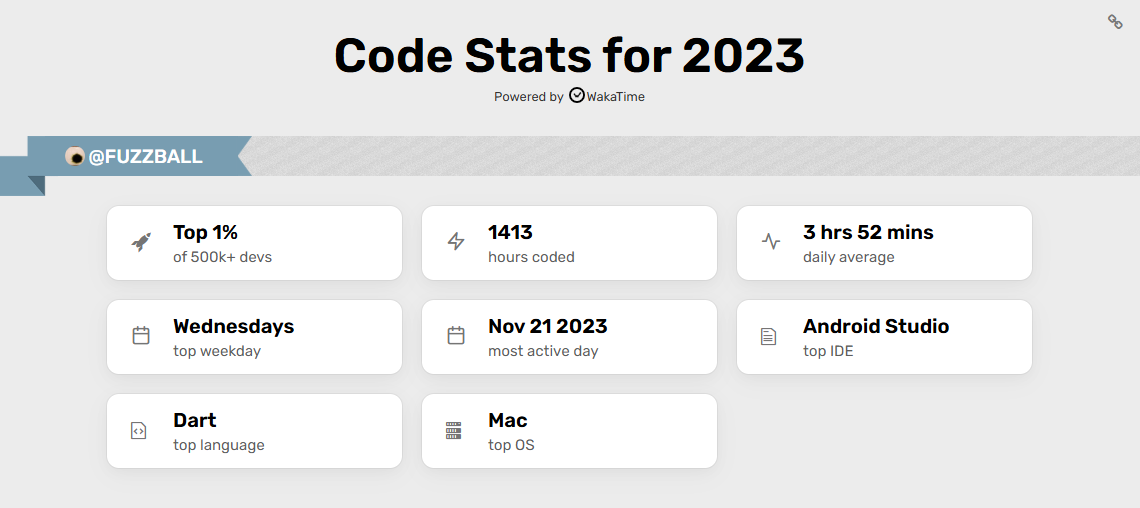 Code Stats for 2023
Powered by WakaTime
@FUZZBALL
Top 1%
of 500k+ devs
1413
hours coded
3 hrs 52 mins
daily average
Wednesdays
top weekday
Nov 21 2023
most active day
Android Studio
top IDE
Dart
top language
Mac
top OS